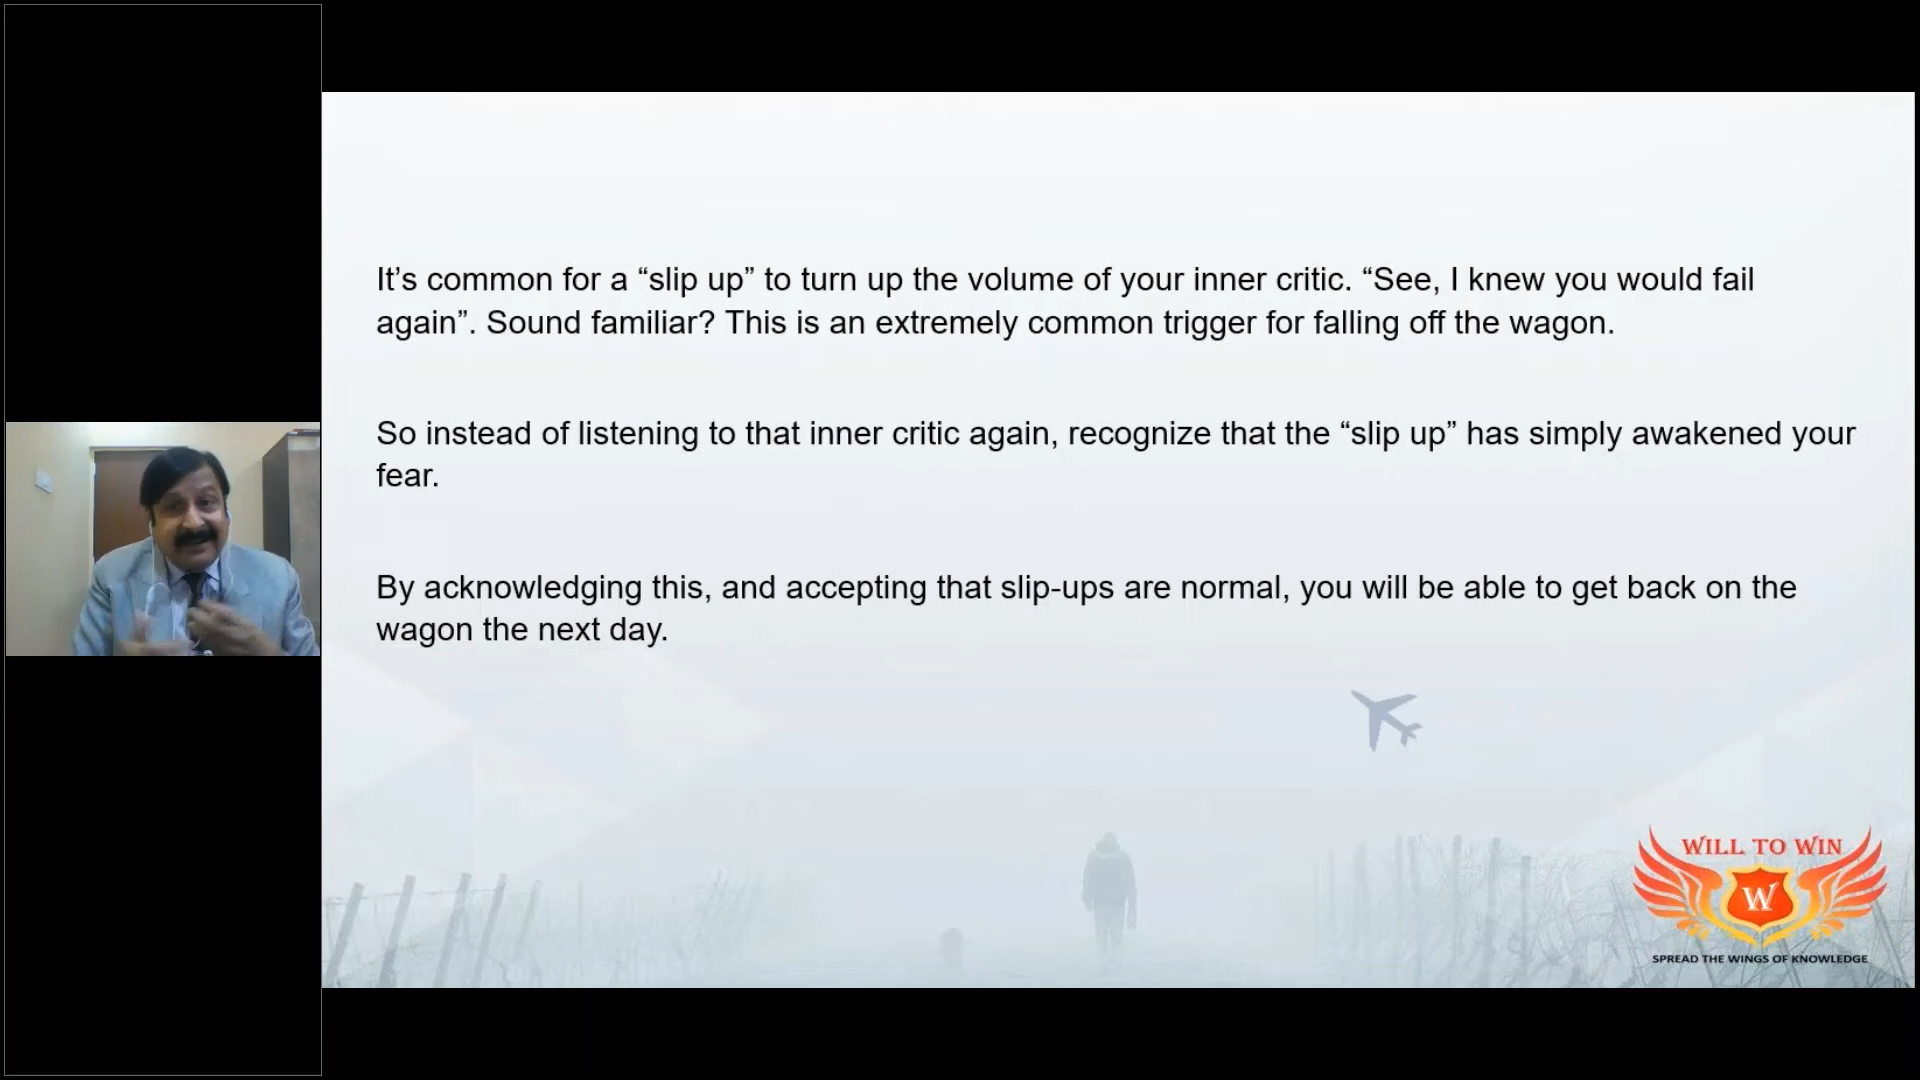 It’s common for a “slip up” to turn up the volume of your inner critic. “See, I knew you would fail
again”. Sound familiar? This is an extremely common trigger for falling off the wagon.
So instead of listening to that inner critic again, recognize that the “slip up” has simply awakened your
fear.
By acknowledging this, and accepting that slip-ups are normal, you will be able to get back on the
wagon the next day.
WILL TO WIN
W
SPREAD THE WINGS OF KNOWLEDGE